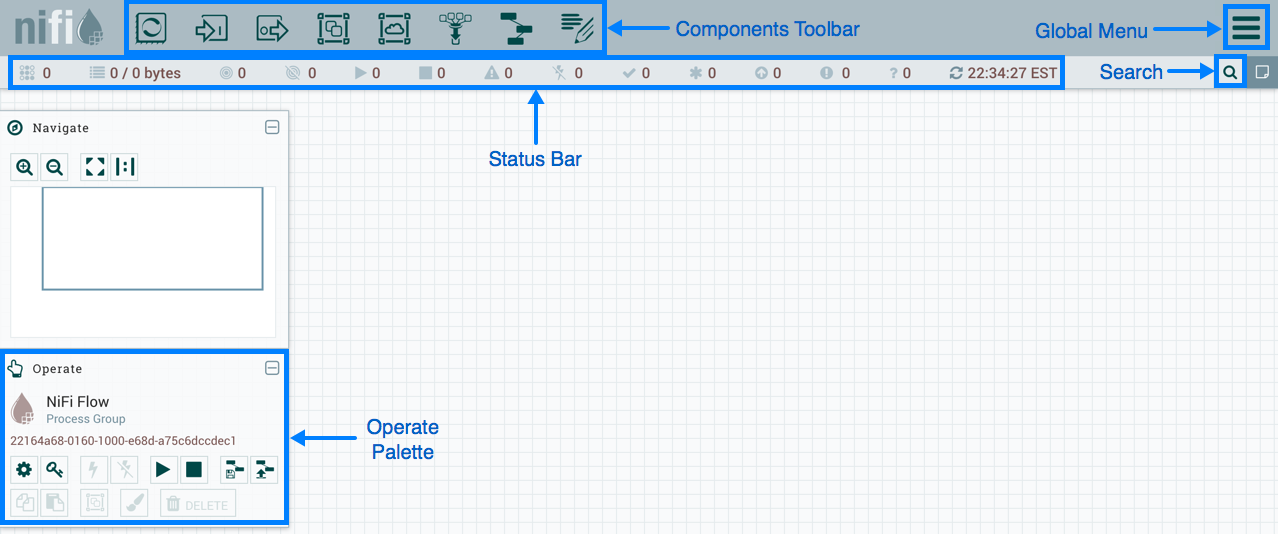 nifi
Components Toolbar
Global Menu
0 0 / 0 bytes 0 0 0 0 0 0 0 0 0 0 0 22:34:27 EST
Search
Status Bar
Navigate
Operate
NiFi Flow
Process Group
22164a68-0160-1000-e68d-a75c6dccdec1
DELETE
Operate
Palette